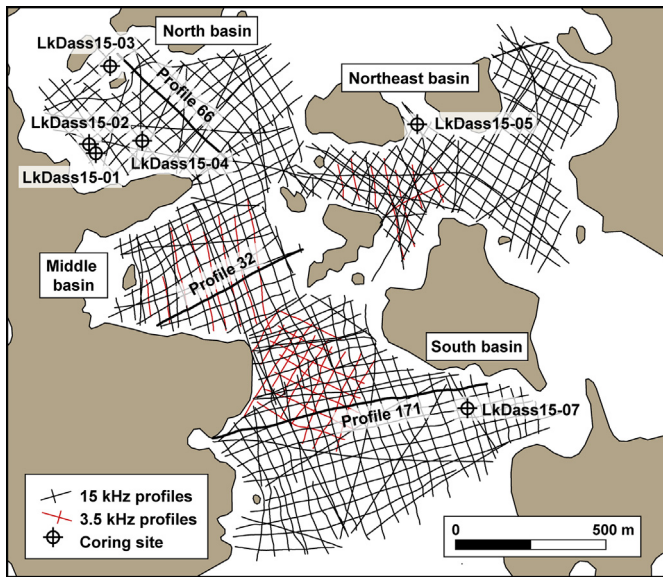 North basin
LkDass15-03
Profile 66
Northeast basin
LkDass15-02
LkDass15-05
LkDass15-04
LkDass15-01
Middle
basin
Profile 32
South basin
Profile 171
LkDass15-07
15 kHz profiles
3.5 kHz profiles
Coring site
0 500 m